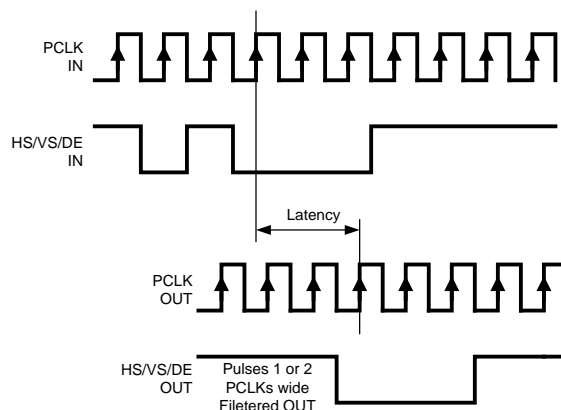 PCLK
IN
HS/VS/DE
IN
Latency
PCLK
OUT
HS/VS/DE
OUT
Pulses 1 or 2
PCLKs wide
Filetered OUT